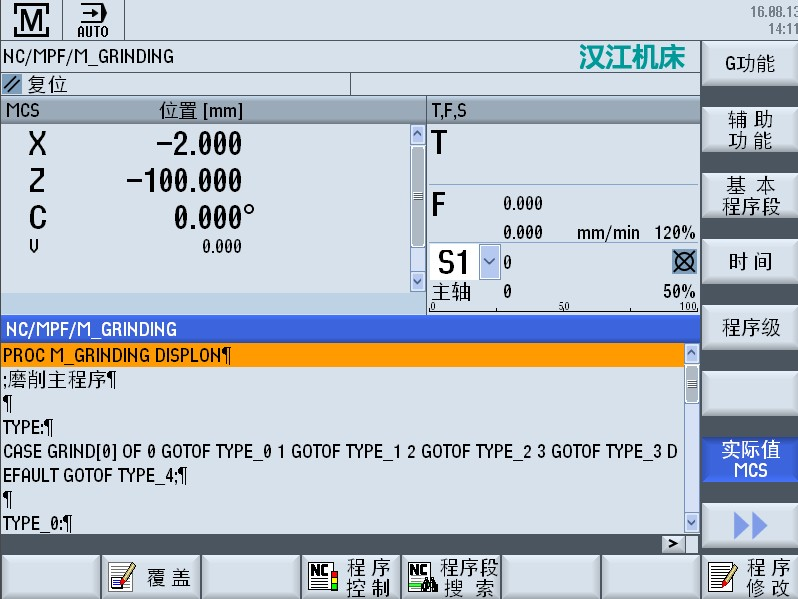 M
AUTO
16.08.13
14:11
NC/MPF/M_GRINDING
汉江机床
复位
MCS 位置 [mm]
X -2.000
Z -100.000
C 0.000°
V 0.000
T,F,S
T
F 0.000
0.000 mm/min 120%
S1 0
主轴 0 50%
0 50 100
NC/MPF/M_GRINDING
PROC M_GRINDING DISPLON¶
;磨削主程序¶
¶
TYPE:¶
CASE GRIND[0] OF 0 GOTOF TYPE_0 1 GOTOF TYPE_1 2 GOTOF TYPE_2 3 GOTOF TYPE_3 D
EFAULT GOTOF TYPE_4;¶
¶
TYPE_0:¶
>
G功能
辅助
功能
基本
程序段
时间
程序级
实际值
MCS
覆盖
NC 程序
控制
NC 程序段
搜索
程序
修改